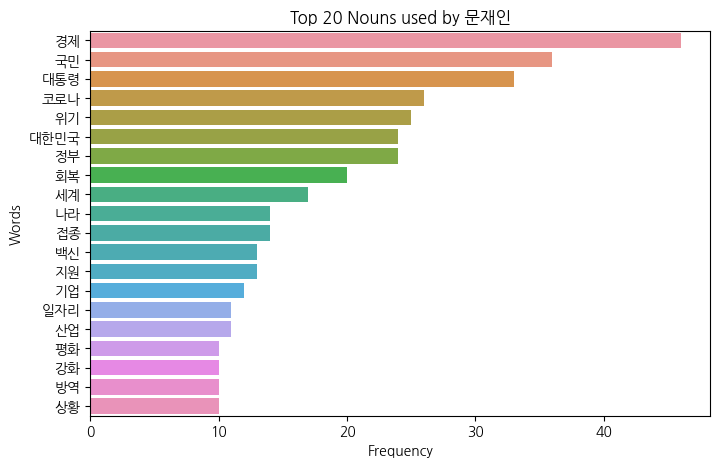 Top 20 Nouns used by 문재인
Words
경제
국민
대통령
코로나
위기
대한민국
정부
회복
세계
나라
접종
백신
지원
기업
일자리
산업
평화
강화
방역
상황
0 10 20 30 40
Frequency